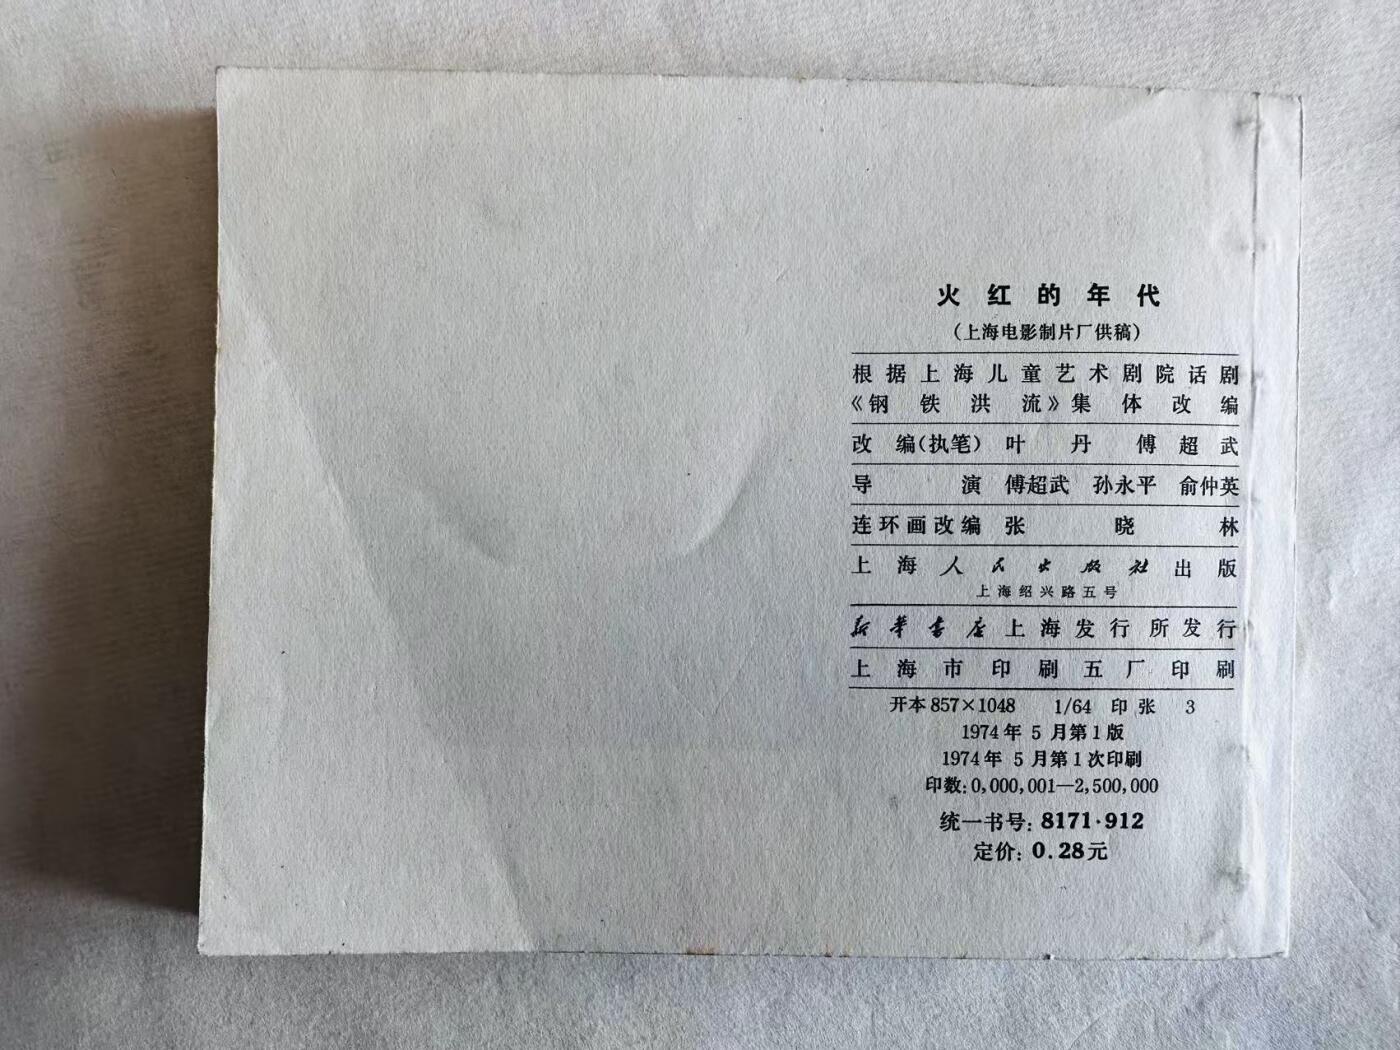 火红的年代
（上海电影制片厂供稿）
根据上海儿童艺术剧院话剧
《钢铁洪流》集体改编
改编（执笔） 叶丹 傅超武
导演 傅超武 孙永平 俞仲英
连环画改编 张晓林
上海人民出版社出版
上海绍兴路五号
新华书店上海发行所发行
上海市印刷五厂印刷
开本 857×1048 1/64 印张 3
1974年 5 月第1版
1974年 5 月第1次印刷
印数：0,000,001—2,500,000
统一书号：8171·912
定价：0.28元